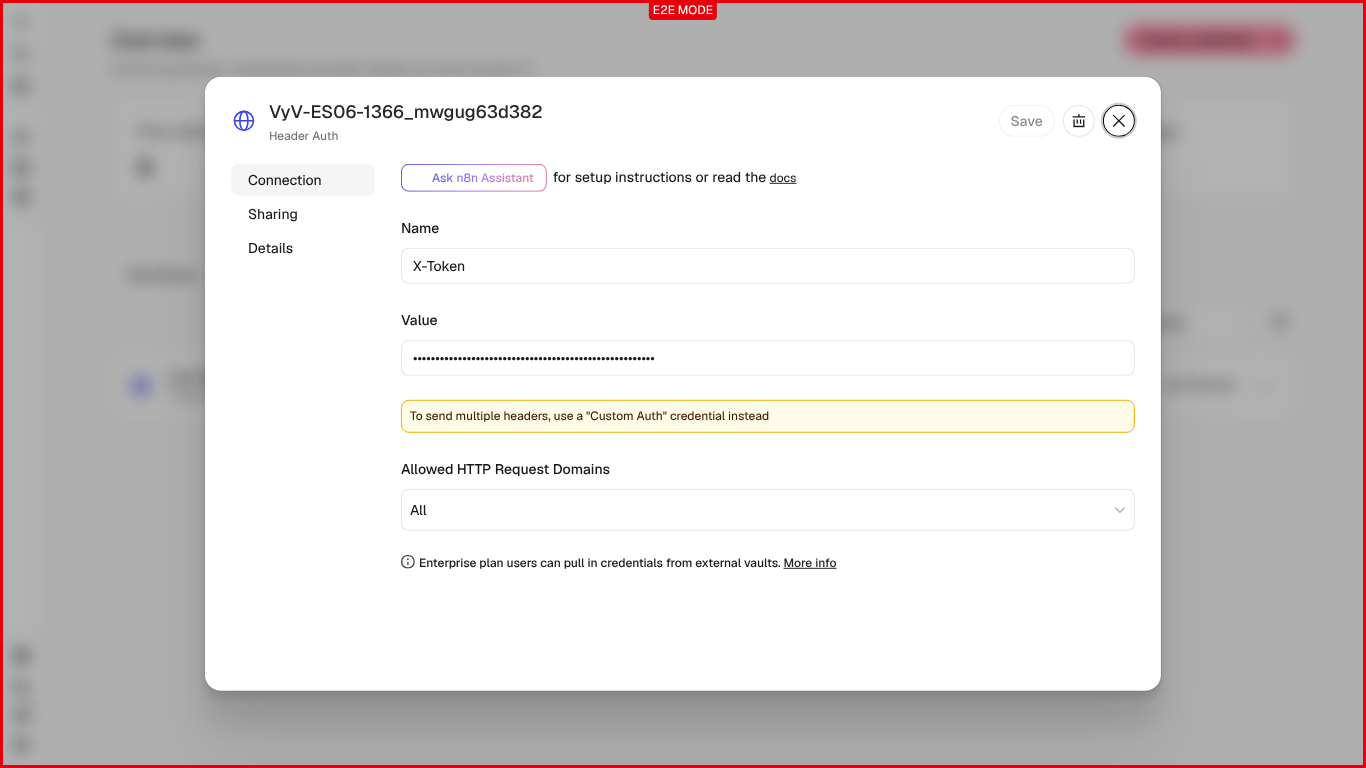 E2E MODE
VyV-ES06-1366_mwgug63d382
Header Auth
Save
Connection
Sharing
Details
Ask n8n Assistant for setup instructions or read the docs
Name
X-Token
Value
••••••••••••••••••••••••••••••••••••••••••••••••••••••
To send multiple headers, use a "Custom Auth" credential instead
Allowed HTTP Request Domains
All
Enterprise plan users can pull in credentials from external vaults. More info